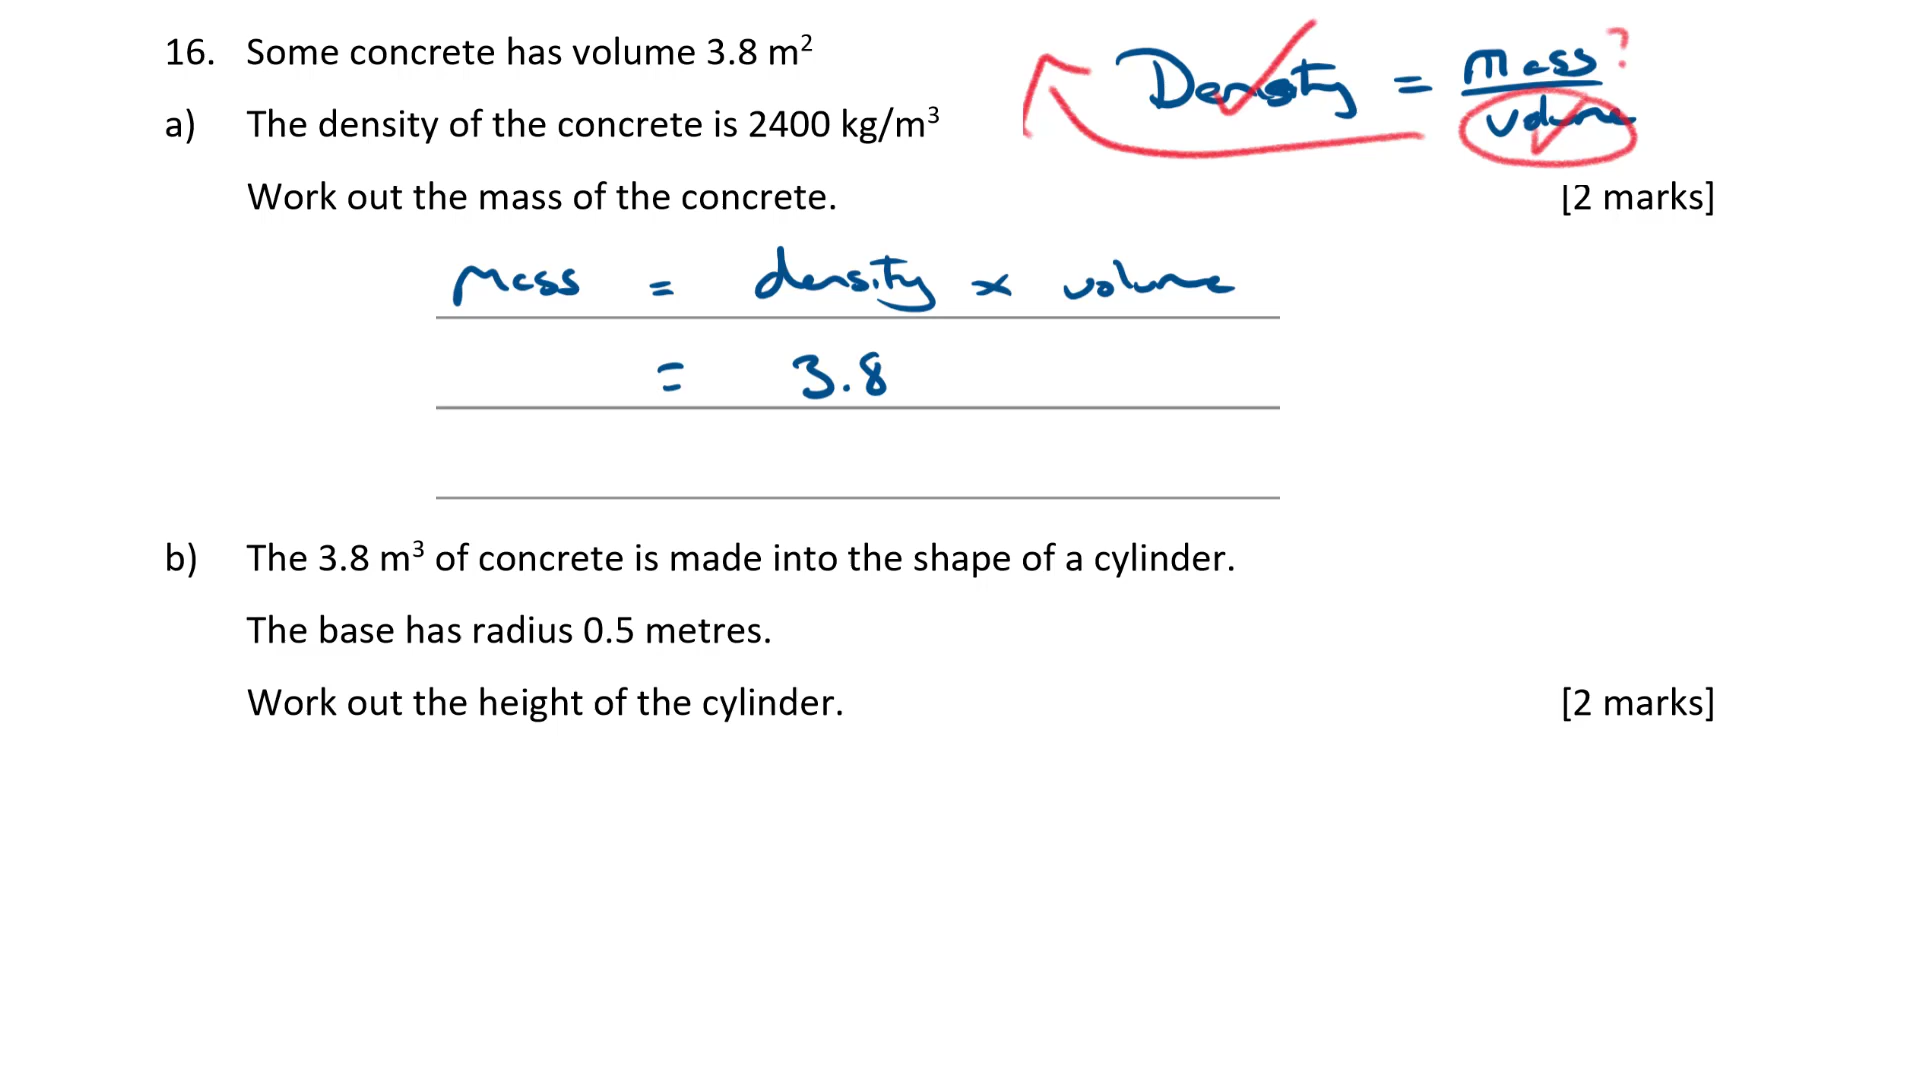 16. Some concrete has volume 3.8 m²
Density = mass?
volume
a) The density of the concrete is 2400 kg/m³
Work out the mass of the concrete. [2 marks]
Mass = density × volume
= 3.8
b) The 3.8 m³ of concrete is made into the shape of a cylinder.
The base has radius 0.5 metres.
Work out the height of the cylinder. [2 marks]